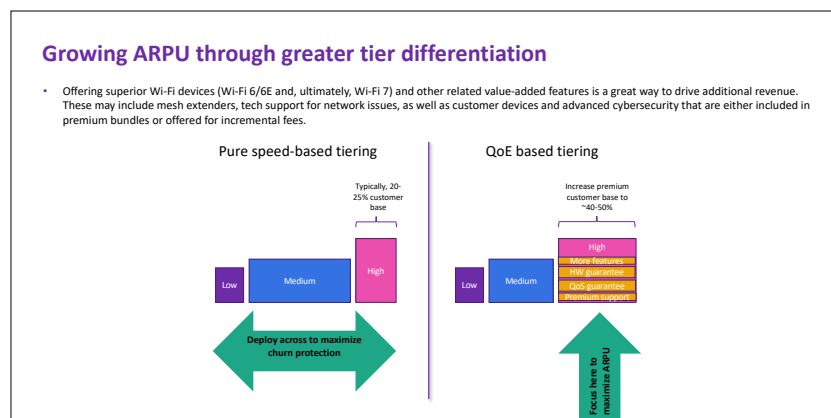 Growing ARPU through greater tier differentiation
• Offering superior Wi-Fi devices (Wi-Fi 6/6E and, ultimately, Wi-Fi 7) and other related value-added features is a great way to drive additional revenue.
These may include mesh extenders, tech support for network issues, as well as customer devices and advanced cybersecurity that are either included in
premium bundles or offered for incremental fees.
Pure speed-based tiering
Typically, 20-
25% customer
base
Low
Medium
High
Deploy across to maximize
churn protection
QoE based tiering
Increase premium
customer base to
~40-50%
Low
Medium
High
More features
HW guarantee
QoS guarantee
Premium support
Focus here to
maximize ARPU